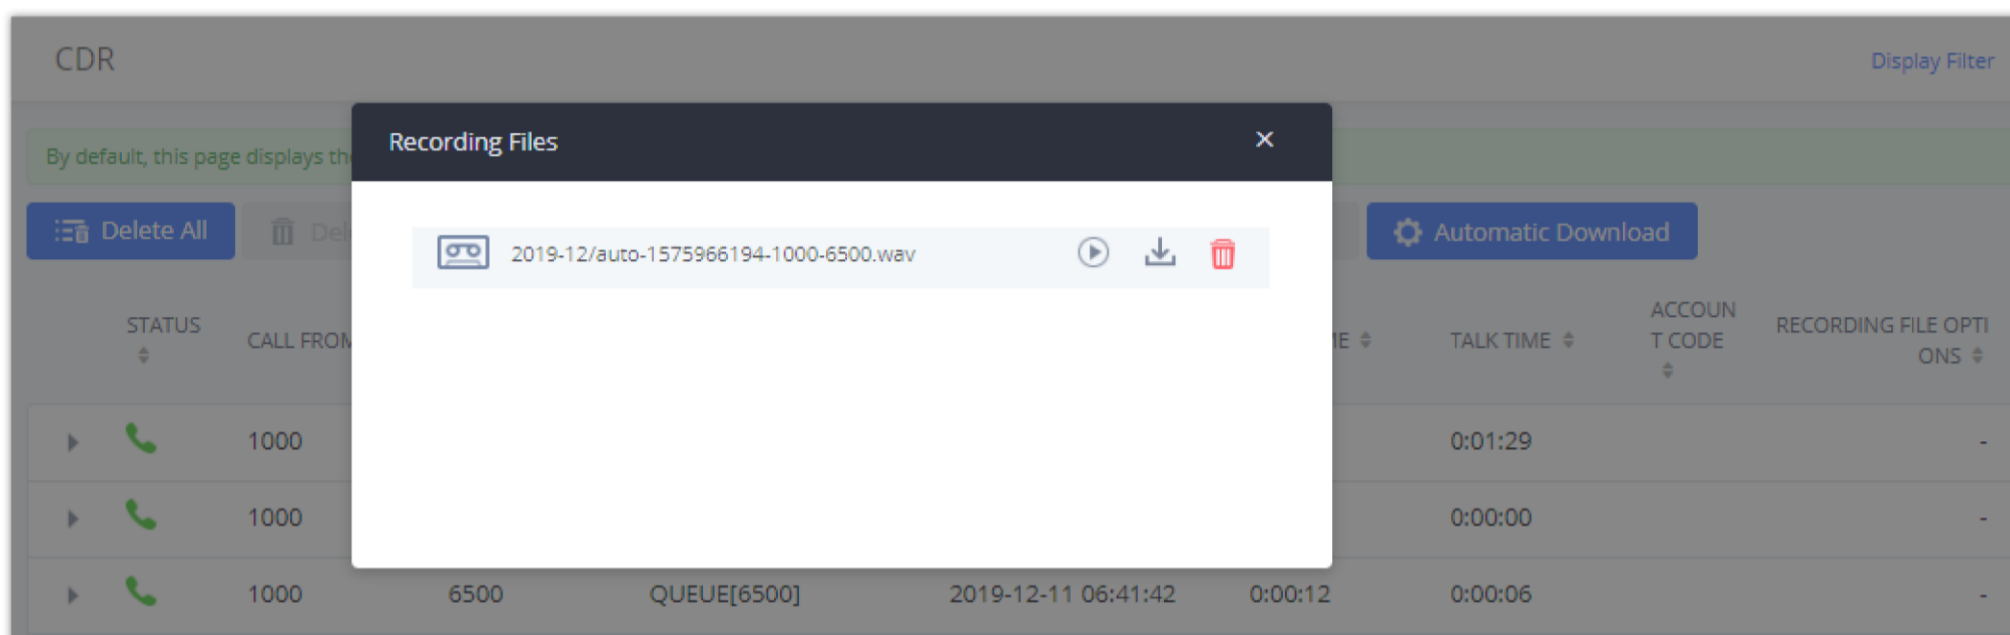 CDR
Display Filter
Recording Files
By default, this page displays th
Delete All
Del
Automatic Download
2019-12/auto-1575966194-1000-6500.wav
STATUS
CALL FROM
ME
TALK TIME
ACCOUN
T CODE
RECORDING FILE OPTI
ONS
1000
0:01:29
-
1000
0:00:00
-
1000 6500 QUEUE[6500] 2019-12-11 06:41:42 0:00:12 0:00:06 -